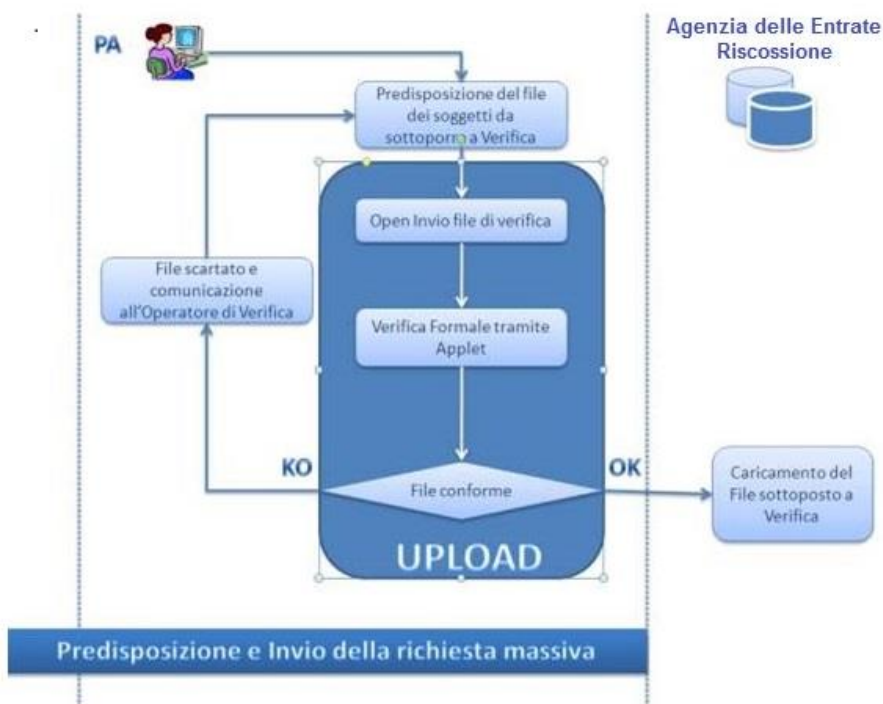 .
PA
Agenzia delle Entrate
Riscossione
Predisposizione del file
dei soggetti da
sottoporre a Verifica
Open Invio file di verifica
File scartato e
comunicazione
all'Operatore di Verifica
Verifica Formale tramite
Applet
KO
File conforme
OK
Caricamento del
File sottoposto a
Verifica
UPLOAD
Predisposizione e Invio della richiesta massiva